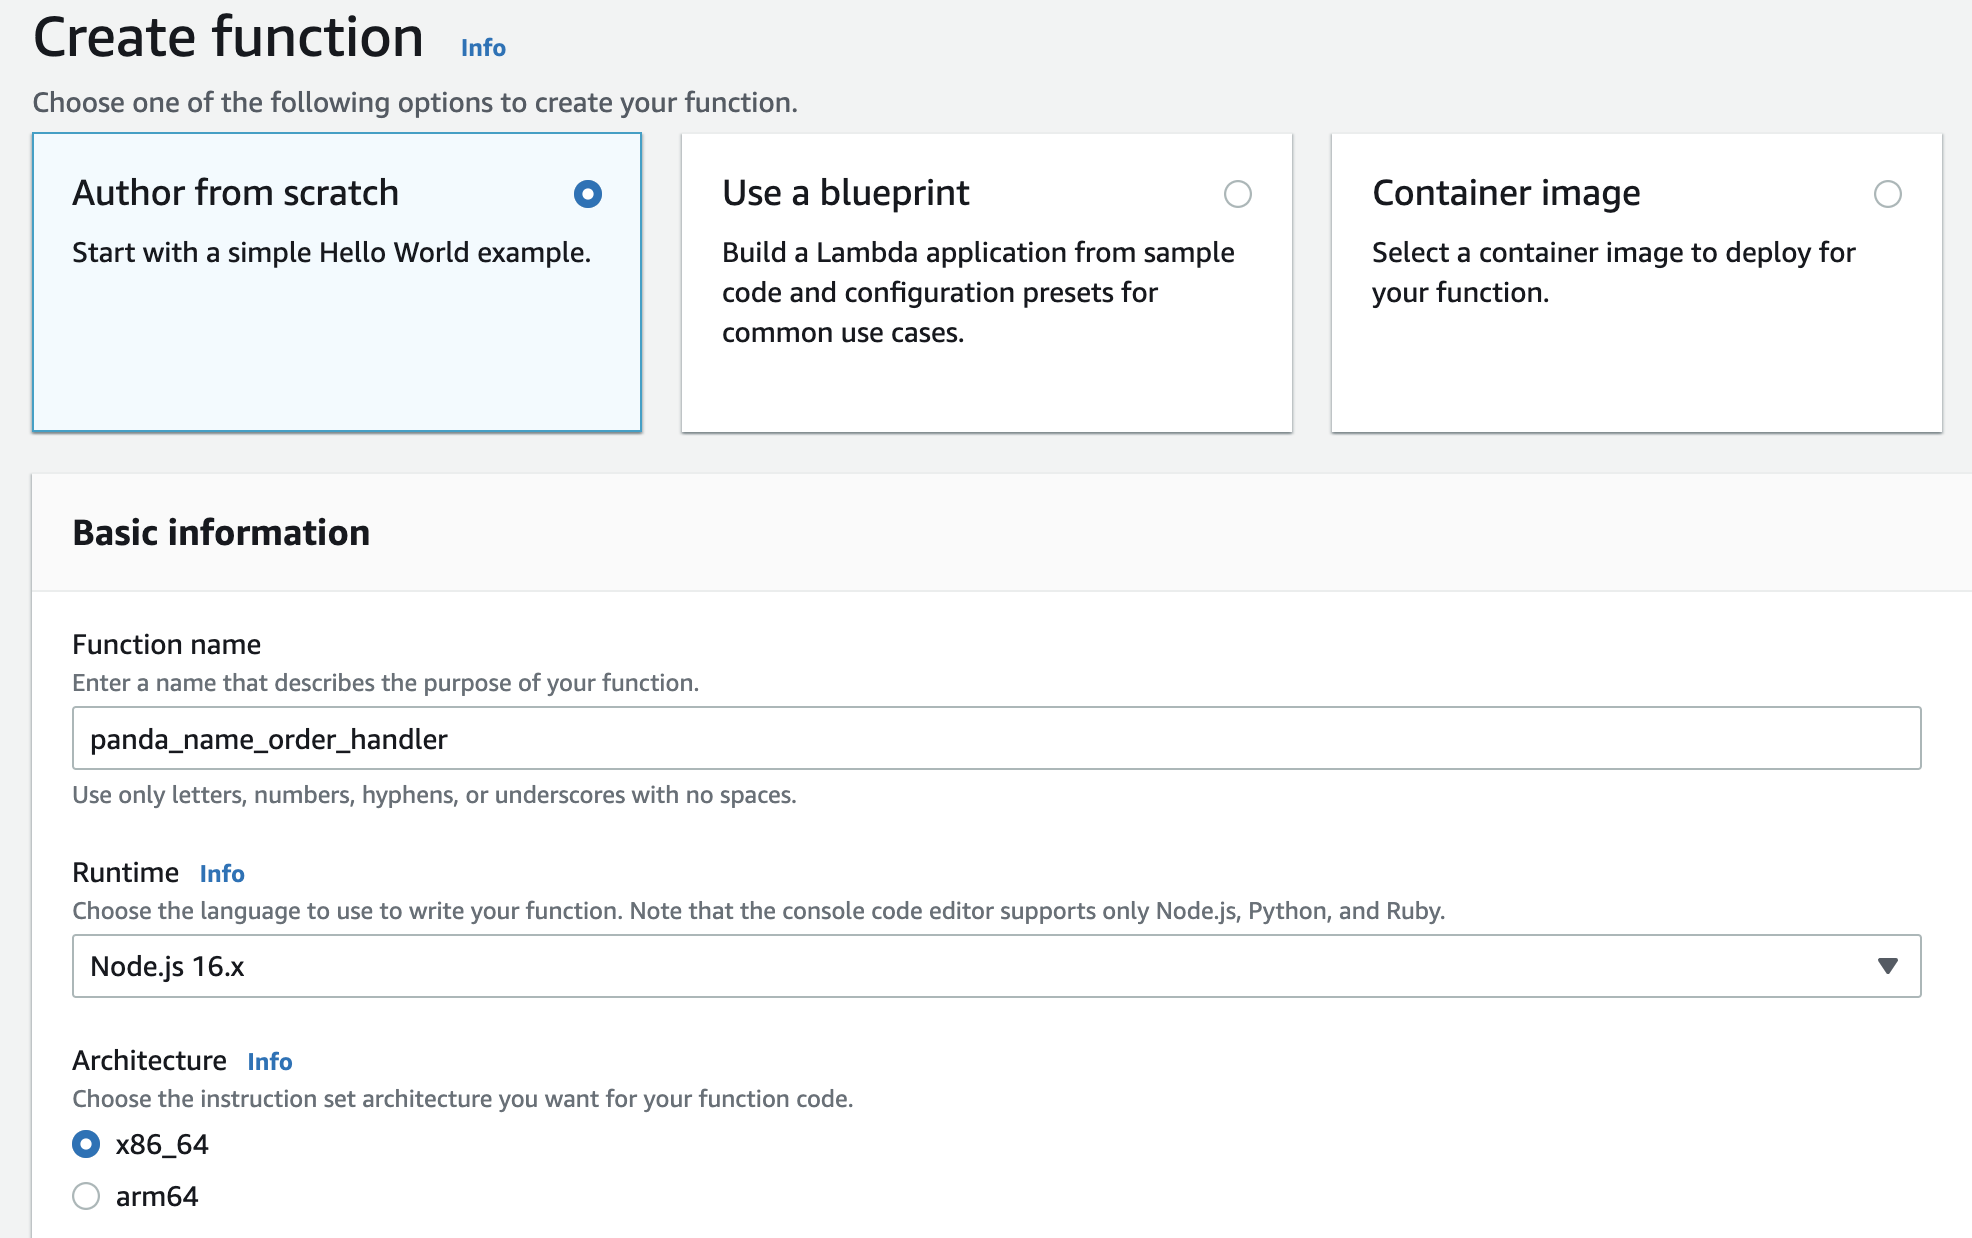 Create function Info
Choose one of the following options to create your function.
Author from scratch
Start with a simple Hello World example.
Use a blueprint
Build a Lambda application from sample
code and configuration presets for
common use cases.
Container image
Select a container image to deploy for
your function.
Basic information
Function name
Enter a name that describes the purpose of your function.
panda_name_order_handler
Use only letters, numbers, hyphens, or underscores with no spaces.
Runtime Info
Choose the language to use to write your function. Note that the console code editor supports only Node.js, Python, and Ruby.
Node.js 16.x
Architecture Info
Choose the instruction set architecture you want for your function code.
x86_64
arm64